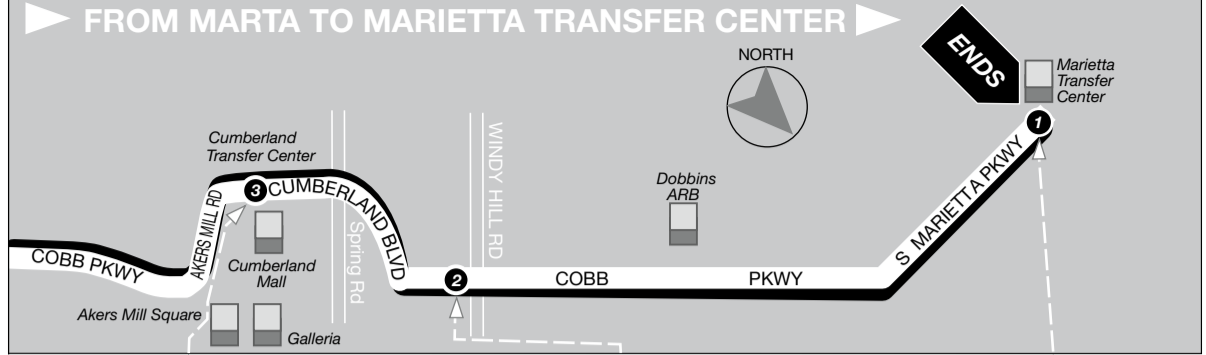 FROM MARTA TO MARIETTA TRANSFER CENTER
NORTH
ENDS
Marietta
Transfer
Center
1
Cumberland
Transfer Center
WINDY HILL RD
Dobbins
ARB
S MARIETTA PKWY
3
CUMBERLAND BLVD
AKERS MILL RD
Spring Rd
COBB PKWY
Cumberland
Mall
2
COBB PKWY
Akers Mill Square
Galleria